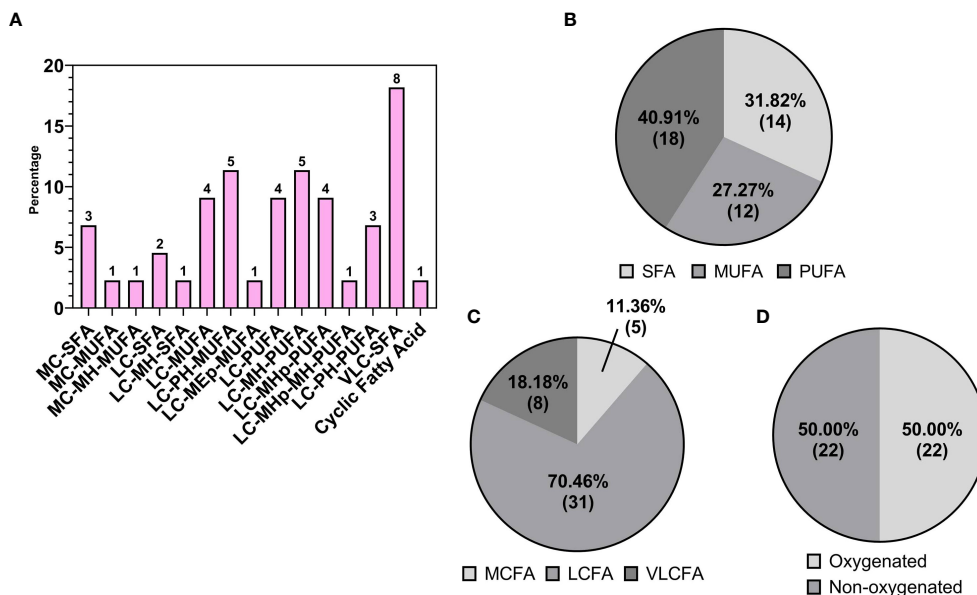 A
Percentage
20
15
10
5
0
3
1
1
2
1
4
5
1
4
5
4
1
3
8
1
MC-SFA
MC-MUFA
MC-MH-MUFA
LC-SFA
LC-MH-SFA
LC-MUFA
LC-PH-MUFA
LC-MEp-MUFA
LC-PUFA
LC-MH-PUFA
LC-MHp-PUFA
LC-MHp-MH-PUFA
LC-PH-PUFA
VLC-SFA
Cyclic Fatty Acid
B
31.82%
(14)
40.91%
(18)
27.27%
(12)
SFA MUFA PUFA
C
11.36%
(5)
18.18%
(8)
70.46%
(31)
MCFA LCFA VLCFA
D
50.00%
(22)
50.00%
(22)
Oxygenated
Non-oxygenated